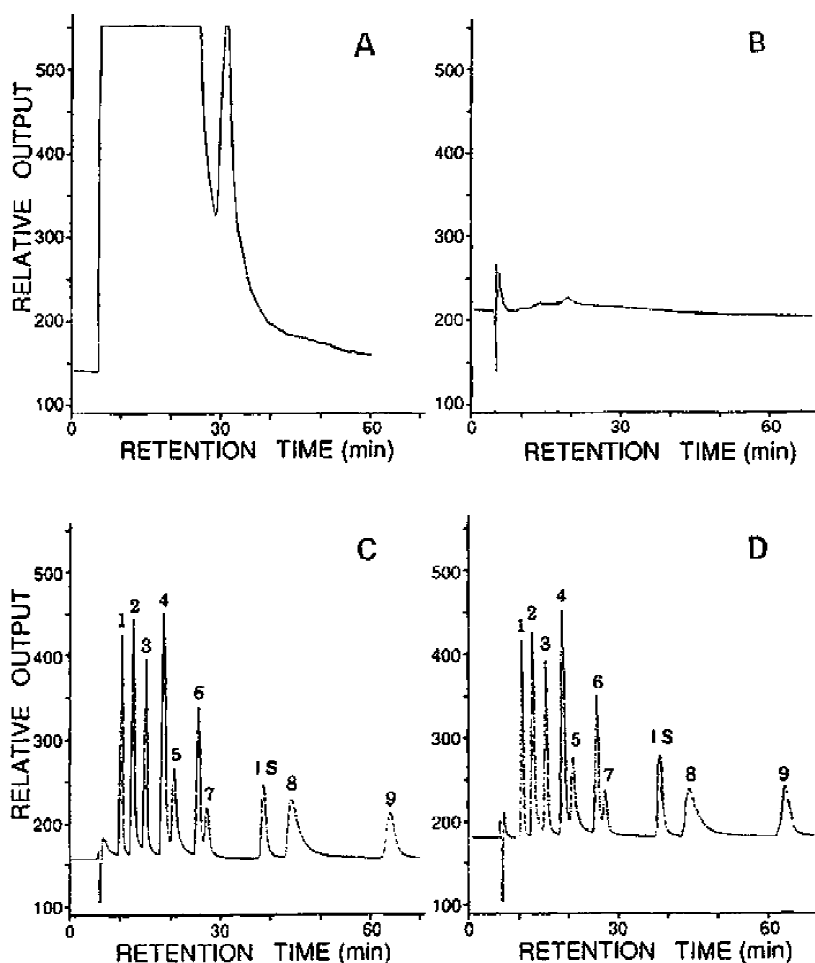 A
500
400
300
200
100
RELATIVE OUTPUT
0 30 60
RETENTION TIME (min)
B
500
400
300
200
100
0 30 60
RETENTION TIME (min)
C
500
400
300
200
100
RELATIVE OUTPUT
1 2 3 4 5 6 7 IS 8 9
0 30 60
RETENTION TIME (min)
D
500
400
300
200
100
1 2 3 4 5 6 7 IS 8 9
0 30 60
RETENTION TIME (min)